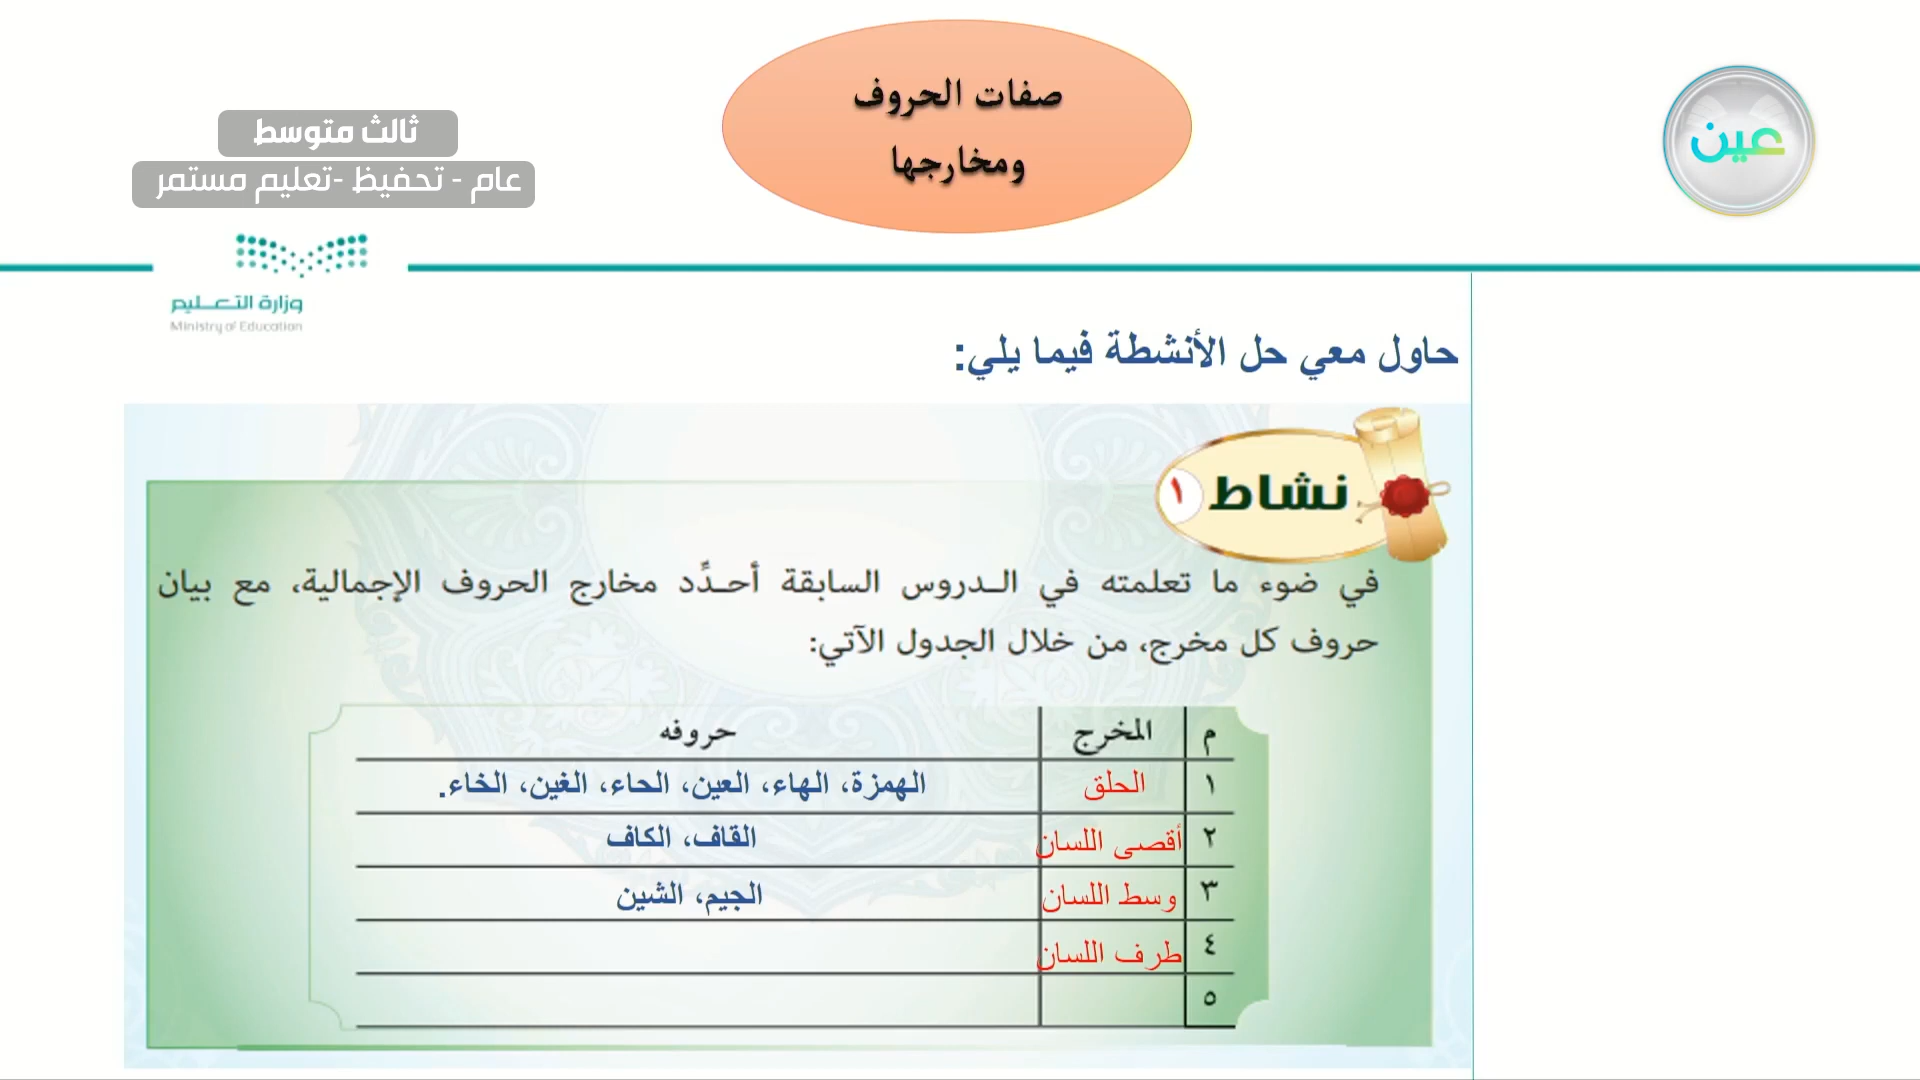 صفات الحروف
ومخارجها
ثالث متوسط
عام - تحفيظ -تعليم مستمر
عين
وزارة التعـــليم
Ministry of Education
حاول معي حل الأنشطة فيما يلي:
نشاط ١
في ضوء ما تعلمته في الـدروس السابقة أحـدِّد مخارج الحروف الإجمالية، مع بيان
حروف كل مخرج، من خلال الجدول الآتي:
م المخرج حروفه
١ الحلق الهمزة، الهاء، العين، الحاء، الغين، الخاء.
٢ أقصى اللسان القاف، الكاف
٣ وسط اللسان الجيم، الشين
٤ طرف اللسان
٥